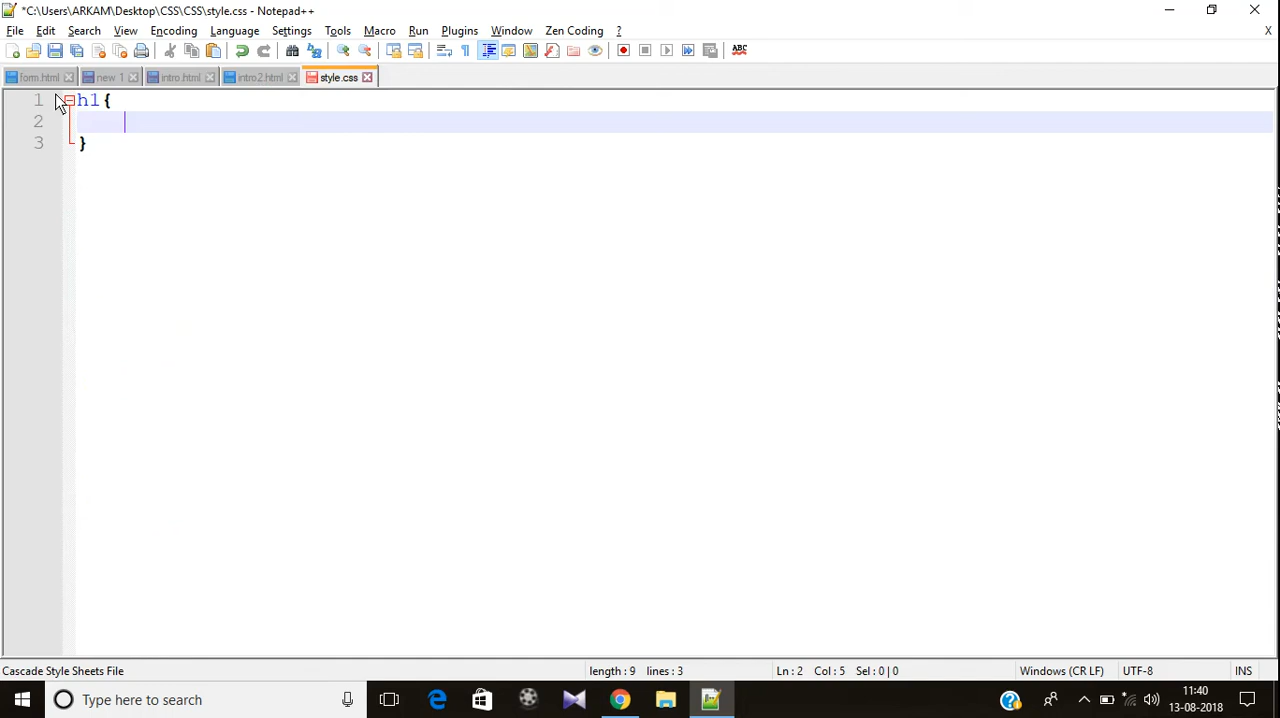 *C:\Users\ARKAM\Desktop\CSS\CSS\style.css - Notepad++
File Edit Search View Encoding Language Settings Tools Macro Run Plugins Window Zen Coding ? X
ABC
form.html new 1 intro.html intro2.html style.css
1 h1 {
2
3 }
Cascade Style Sheets File length : 9 lines : 3 Ln : 2 Col : 5 Sel : 0 | 0 Windows (CR LF) UTF-8 INS
Type here to search
11:40
13-08-2018